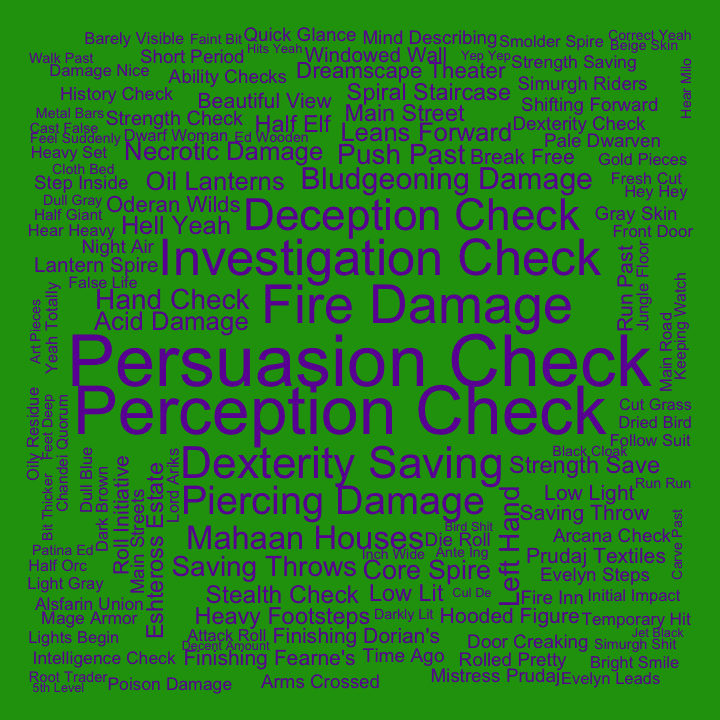 Barely Visible
Faint Bit
Quick Glance
Mind Describing
Smolder Spire
Correct Yeah
Beige Skin
Hits Yeah
Walk Past
Short Period
Windowed Wall
Yep Yep
Strength Saving
Damage Nice
Ability Checks
Dreamscape Theater
Simurgh Riders
Hear Milo
History Check
Beautiful View
Spiral Staircase
Shifting Forward
Metal Bars
Strength Check
Half Elf
Main Street
Dexterity Check
Cast False
Feel Suddenly
Dwarf Woman
Ed Wooden
Leans Forward
Pale Dwarven
Heavy Set
Necrotic Damage
Push Past
Break Free
Gold Pieces
Cloth Bed
Step Inside
Oil Lanterns
Bludgeoning Damage
Fresh Cut
Hey Hey
Dull Gray
Oderan Wilds
Half Giant
Hell Yeah
Deception Check
Gray Skin
Hear Heavy
Front Door
Night Air
Investigation Check
Run Past
Jungle Floor
Lantern Spire
False Life
Hand Check
Fire Damage
Art Pieces
Yeah Totally
Acid Damage
Main Road
Keeping Watch
Persuasion Check
Perception Check
Oily Residue
Feet Deep
Chandei Quorum
Cut Grass
Dried Bird
Follow Suit
Black Cloak
Dull Blue
Dexterity Saving
Strength Save
Lord Ariks
Dark Brown
Roll Initiative
Eshteross Estate
Run Run
Bit Thicker
Main Streets
Piercing Damage
Left Hand
Low Light
Saving Throw
Bird Shit
Mahaan Houses
Die Roll
Arcana Check
Carve Past
Patina Ed
Inch Wide
Ante Ing
Prudaj Textiles
Half Orc
Saving Throws
Core Spire
Evelyn Steps
Light Gray
Stealth Check
Low Lit
Cul De
Fire Inn
Initial Impact
Alsfarin Union
Mage Armor
Heavy Footsteps
Darkly Lit
Hooded Figure
Temporary Hit
Lights Begin
Attack Roll
Finishing Dorian's
Door Creaking
Jet Black
Simurgh Shit
Decent Amount
Intelligence Check
Finishing Fearne's
Time Ago
Rolled Pretty
Bright Smile
Root Trader
5th Level
Poison Damage
Arms Crossed
Mistress Prudaj
Evelyn Leads